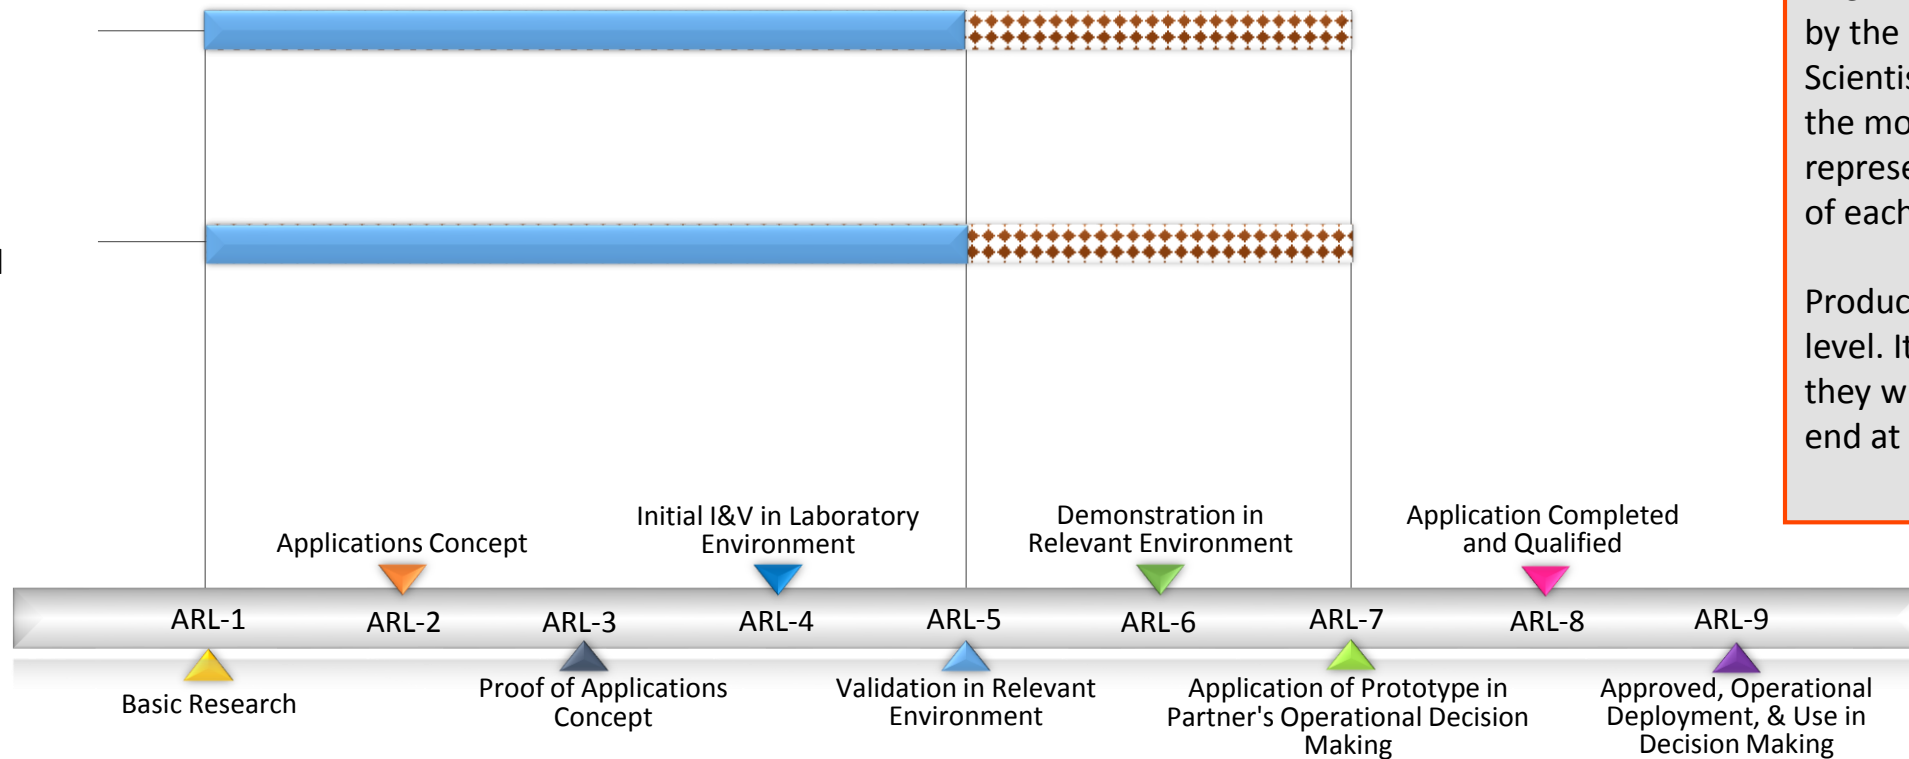 by the
the mo
of each
Produc
level. It
they w
end at
Applications Concept
Initial I&V in Laboratory
Environment
Demonstration in
Relevant Environment
Application Completed
and Qualified
ARL-1 ARL-2 ARL-3 ARL-4 ARL-5 ARL-6 ARL-7 ARL-8 ARL-9
Basic Research
Proof of Applications
Concept
Validation in Relevant
Environment
Application of Prototype in
Partner's Operational Decision
Making
Approved, Operational
Deployment, & Use in
Decision Making